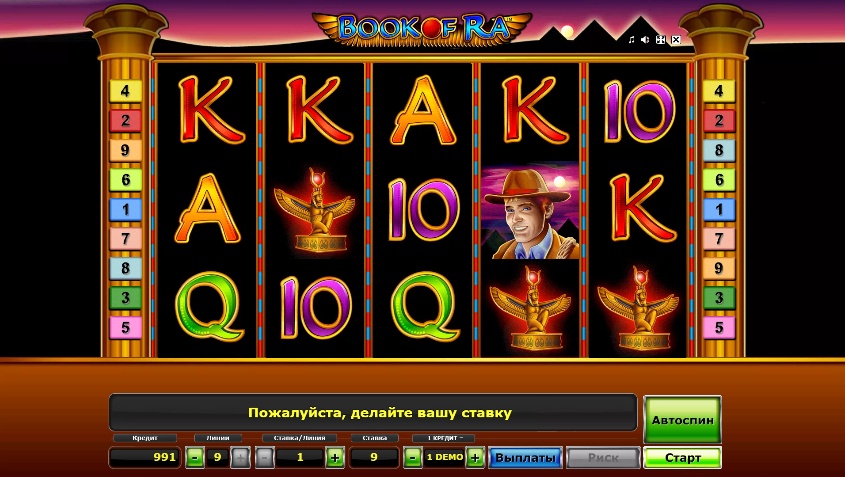 BOOK OF RA™
K K A K 10
A 10 K
Q 10 Q
4 4
2 2
9 8
6 6
1 1
7 7
8 9
3 3
5 5
Пожалуйста, делайте вашу ставку
Автоспин
Кредит Линии Ставка/Линия Ставка 1 КРЕДИТ =
991 - 9 + - 1 + 9 - 1 DEMO + Выплаты Риск Старт